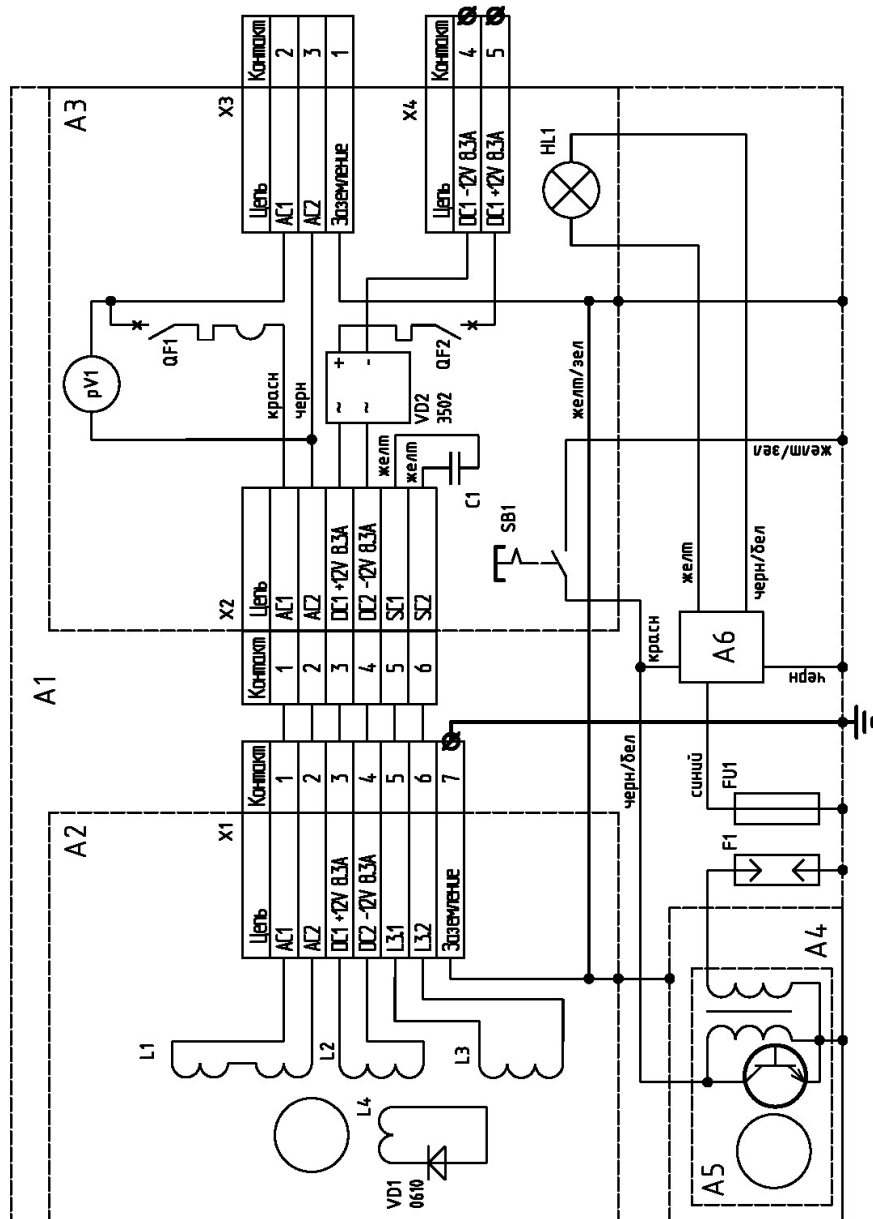 A3
X3
Цепь Контакт
AC1 2
AC2 3
Заземление 1
X4
Цепь Контакт
DC1 -12V 8.3A 4
DC1 +12V 8.3A 5
HL1
pV1
QF1
красн
черн
QF2
+
-
~
~
VD2
3502
желт
желт
C1
желт/зел
желт/зел
SB1
A1
X2
Цепь Контакт
AC1 1
AC2 2
DC1 +12V 8.3A 3
DC2 -12V 8.3A 4
SC1 5
SC2 6
желт
черн/бел
красн
A6
черн
A2
X1
Цепь Контакт
AC1 1
AC2 2
DC1 +12V 8.3A 3
DC2 -12V 8.3A 4
L3.1 5
L3.2 6
Заземление 7
черн/бел
синий
FU1
F1
L1
L2
L3
L4
VD1
0610
A4
A5